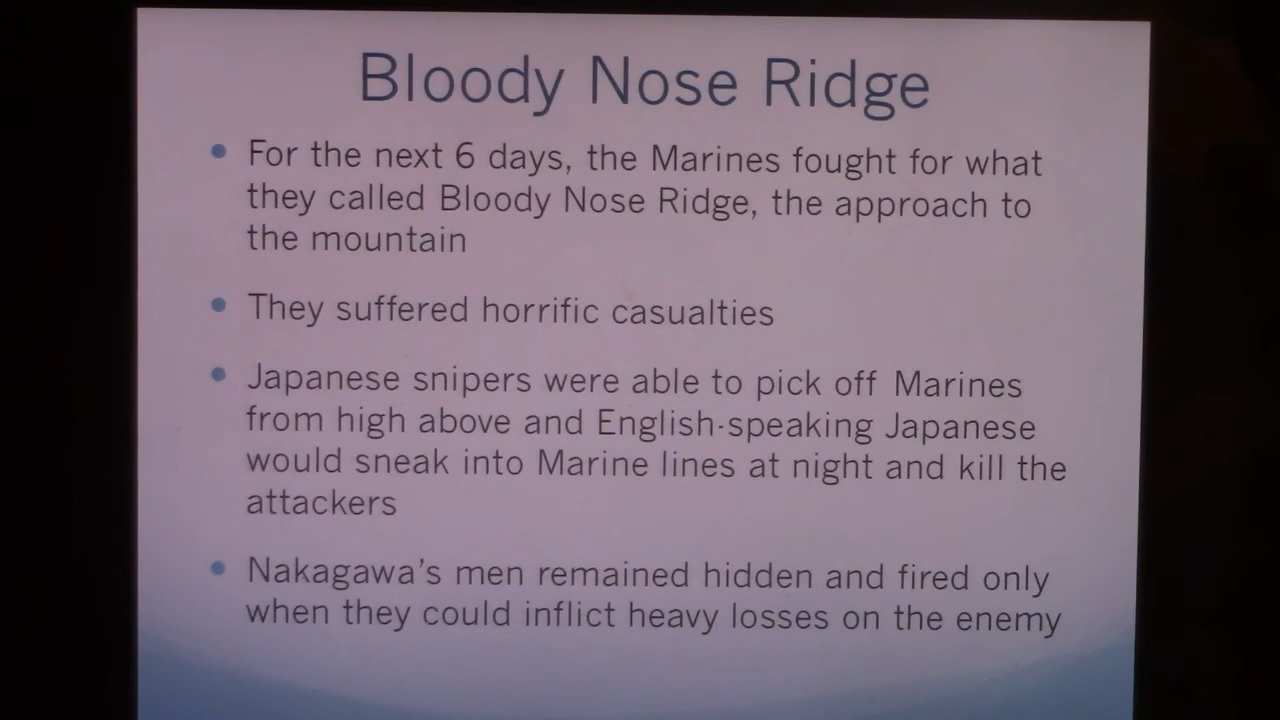 Bloody Nose Ridge
• For the next 6 days, the Marines fought for what
they called Bloody Nose Ridge, the approach to
the mountain
• They suffered horrific casualties
• Japanese snipers were able to pick off Marines
from high above and English-speaking Japanese
would sneak into Marine lines at night and kill the
attackers
• Nakagawa's men remained hidden and fired only
when they could inflict heavy losses on the enemy